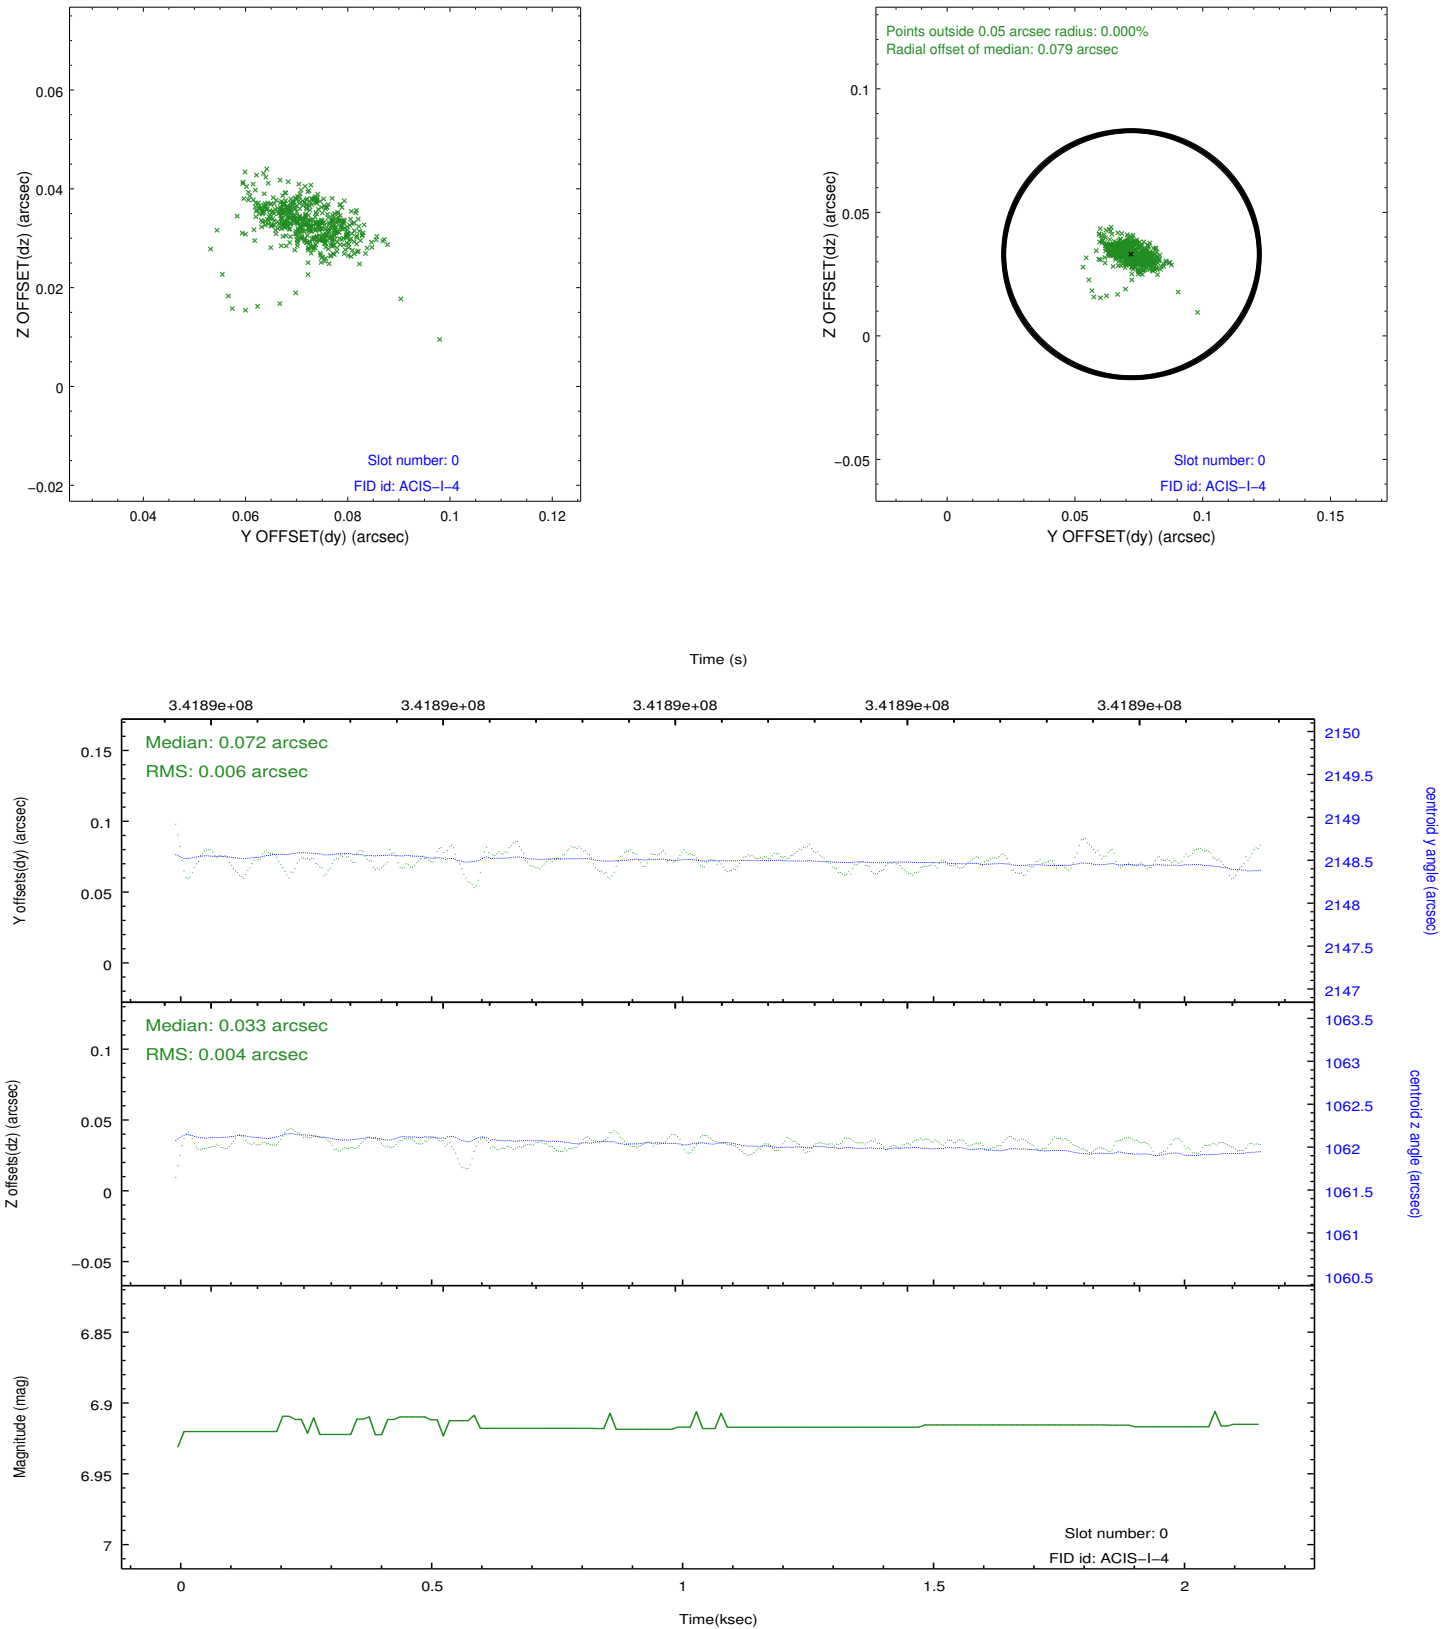 0.06
0.04
0.02
0
−0.02
Z OFFSET(dz) (arcsec)
Slot number: 0
FID id: ACIS−I−4
0.04 0.06 0.08 0.1 0.12
Y OFFSET(dy) (arcsec)
Points outside 0.05 arcsec radius: 0.000%
Radial offset of median: 0.079 arcsec
0.1
0.05
0
−0.05
Z OFFSET(dz) (arcsec)
Slot number: 0
FID id: ACIS−I−4
0 0.05 0.1 0.15
Y OFFSET(dy) (arcsec)
Time (s)
3.4189e+08 3.4189e+08 3.4189e+08 3.4189e+08 3.4189e+08
Median: 0.072 arcsec
RMS: 0.006 arcsec
0.15
0.1
0.05
0
Y offsets(dy) (arcsec)
2150
2149.5
2149
2148.5
2148
2147.5
2147
centroid y angle (arcsec)
Median: 0.033 arcsec
RMS: 0.004 arcsec
0.1
0.05
0
−0.05
Z offsets(dz) (arcsec)
1063.5
1063
1062.5
1062
1061.5
1061
1060.5
centroid z angle (arcsec)
6.85
6.9
6.95
7
Magnitude (mag)
Slot number: 0
FID id: ACIS−I−4
0 0.5 1 1.5 2
Time(ksec)